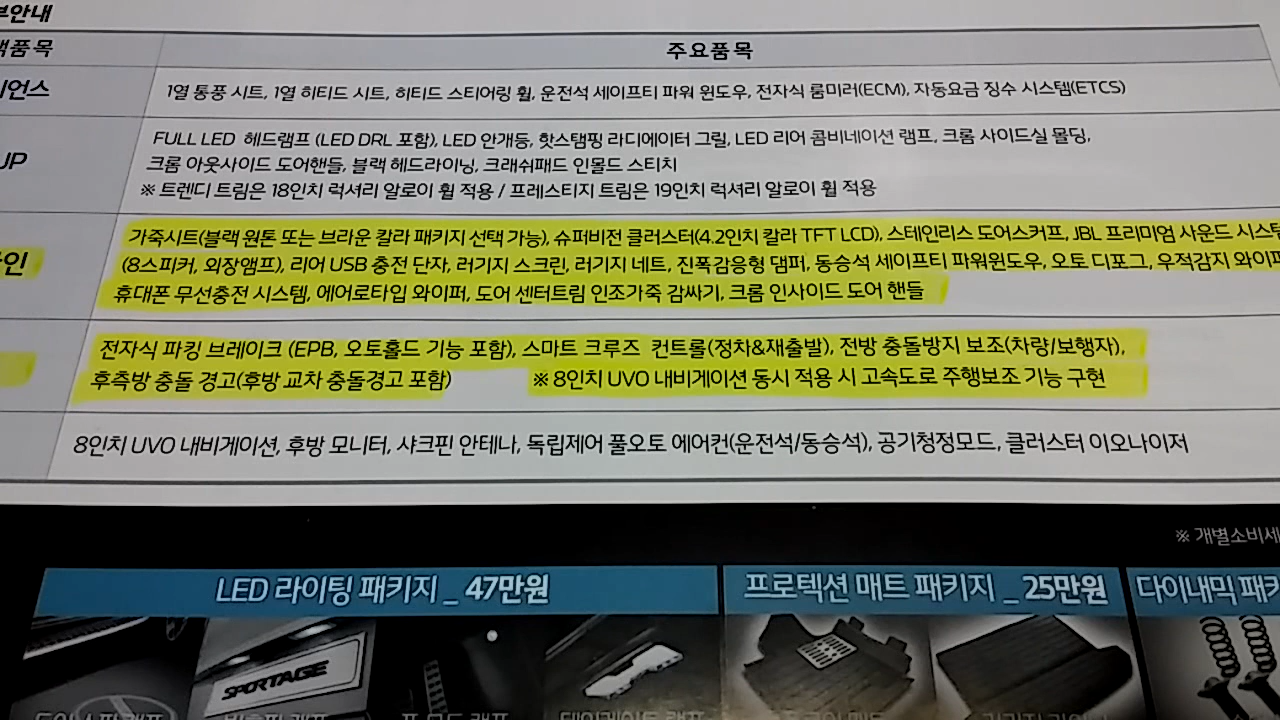 부안내
품목 주요품목
언스 1열 통풍 시트, 1열 히티드 시트, 히티드 스티어링 휠, 운전석 세이프티 파워 윈도우, 전자식 룸미러(ECM), 자동요금 징수 시스템(ETCS)
UP FULL LED 헤드램프 (LED DRL 포함), LED 안개등, 핫스탬핑 라디에이터 그릴, LED 리어 콤비네이션 램프, 크롬 사이드실 몰딩,
크롬 아웃사이드 도어핸들, 블랙 헤드라이닝, 크래쉬패드 인몰드 스티치
※ 트렌디 트림은 18인치 럭셔리 알로이 휠 적용 / 프레스티지 트림은 19인치 럭셔리 알로이 휠 적용
가죽시트(블랙 원톤 또는 브라운 칼라 패키지 선택 가능), 슈퍼비전 클러스터(4.2인치 칼라 TFT LCD), 스테인리스 도어스커프, JBL 프리미엄 사운드 시스템
인 (8스피커, 외장앰프), 리어 USB 충전 단자, 러기지 스크린, 러기지 네트, 진폭감응형 댐퍼, 동승석 세이프티 파워윈도우, 오토 디포그, 우적감지 와이퍼
휴대폰 무선충전 시스템, 에어로타입 와이퍼, 도어 센터트림 인조가죽 감싸기, 크롬 인사이드 도어 핸들
전자식 파킹 브레이크 (EPB, 오토홀드 기능 포함), 스마트 크루즈 컨트롤(정차&재출발), 전방 충돌방지 보조(차량/보행자),
후측방 충돌 경고(후방 교차 충돌경고 포함) ※ 8인치 UVO 내비게이션 동시 적용 시 고속도로 주행보조 기능 구현
8인치 UVO 내비게이션, 후방 모니터, 샤크핀 안테나, 독립제어 풀오토 에어컨(운전석/동승석), 공기청정모드, 클러스터 이오나이저
※ 개별소비세
LED 라이팅 패키지 _ 47만원 프로텍션 매트 패키지 _ 25만원 다이내믹 패키
SPORTAGE